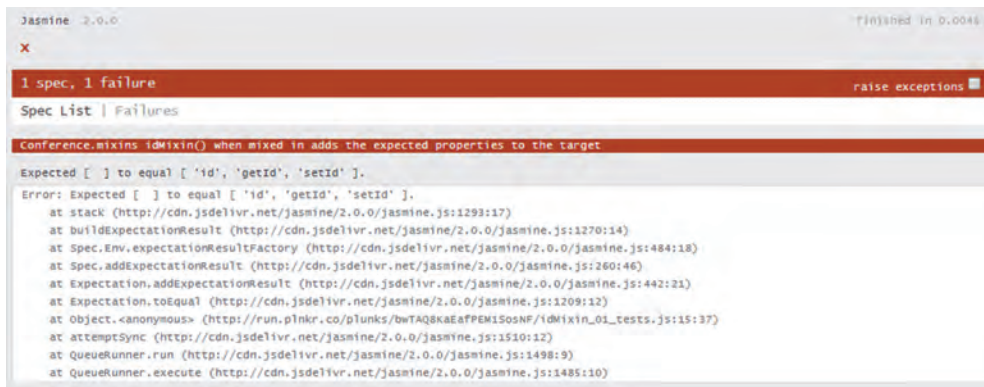 Jasmine 2.0.0
finished in 0.004s
x
1 spec, 1 failure
raise exceptions
Spec List | Failures
Conference.mixins idMixin() when mixed in adds the expected properties to the target
Expected [  ] to equal [ 'id', 'getId', 'setId' ].
Error: Expected [  ] to equal [ 'id', 'getId', 'setId' ].
at stack (http://cdn.jsdelivr.net/jasmine/2.0.0/jasmine.js:1293:17)
at buildExpectationResult (http://cdn.jsdelivr.net/jasmine/2.0.0/jasmine.js:1270:14)
at Spec.Env.expectationResultFactory (http://cdn.jsdelivr.net/jasmine/2.0.0/jasmine.js:484:18)
at Spec.addExpectationResult (http://cdn.jsdelivr.net/jasmine/2.0.0/jasmine.js:260:46)
at Expectation.addExpectationResult (http://cdn.jsdelivr.net/jasmine/2.0.0/jasmine.js:442:21)
at Expectation.toEqual (http://cdn.jsdelivr.net/jasmine/2.0.0/jasmine.js:1209:12)
at Object.<anonymous> (http://run.plnkr.co/plunks/bwTAQ8KaEafPEM1SosNF/idMixin_01_tests.js:15:37)
at attemptSync (http://cdn.jsdelivr.net/jasmine/2.0.0/jasmine.js:1510:12)
at QueueRunner.run (http://cdn.jsdelivr.net/jasmine/2.0.0/jasmine.js:1498:9)
at QueueRunner.execute (http://cdn.jsdelivr.net/jasmine/2.0.0/jasmine.js:1485:10)